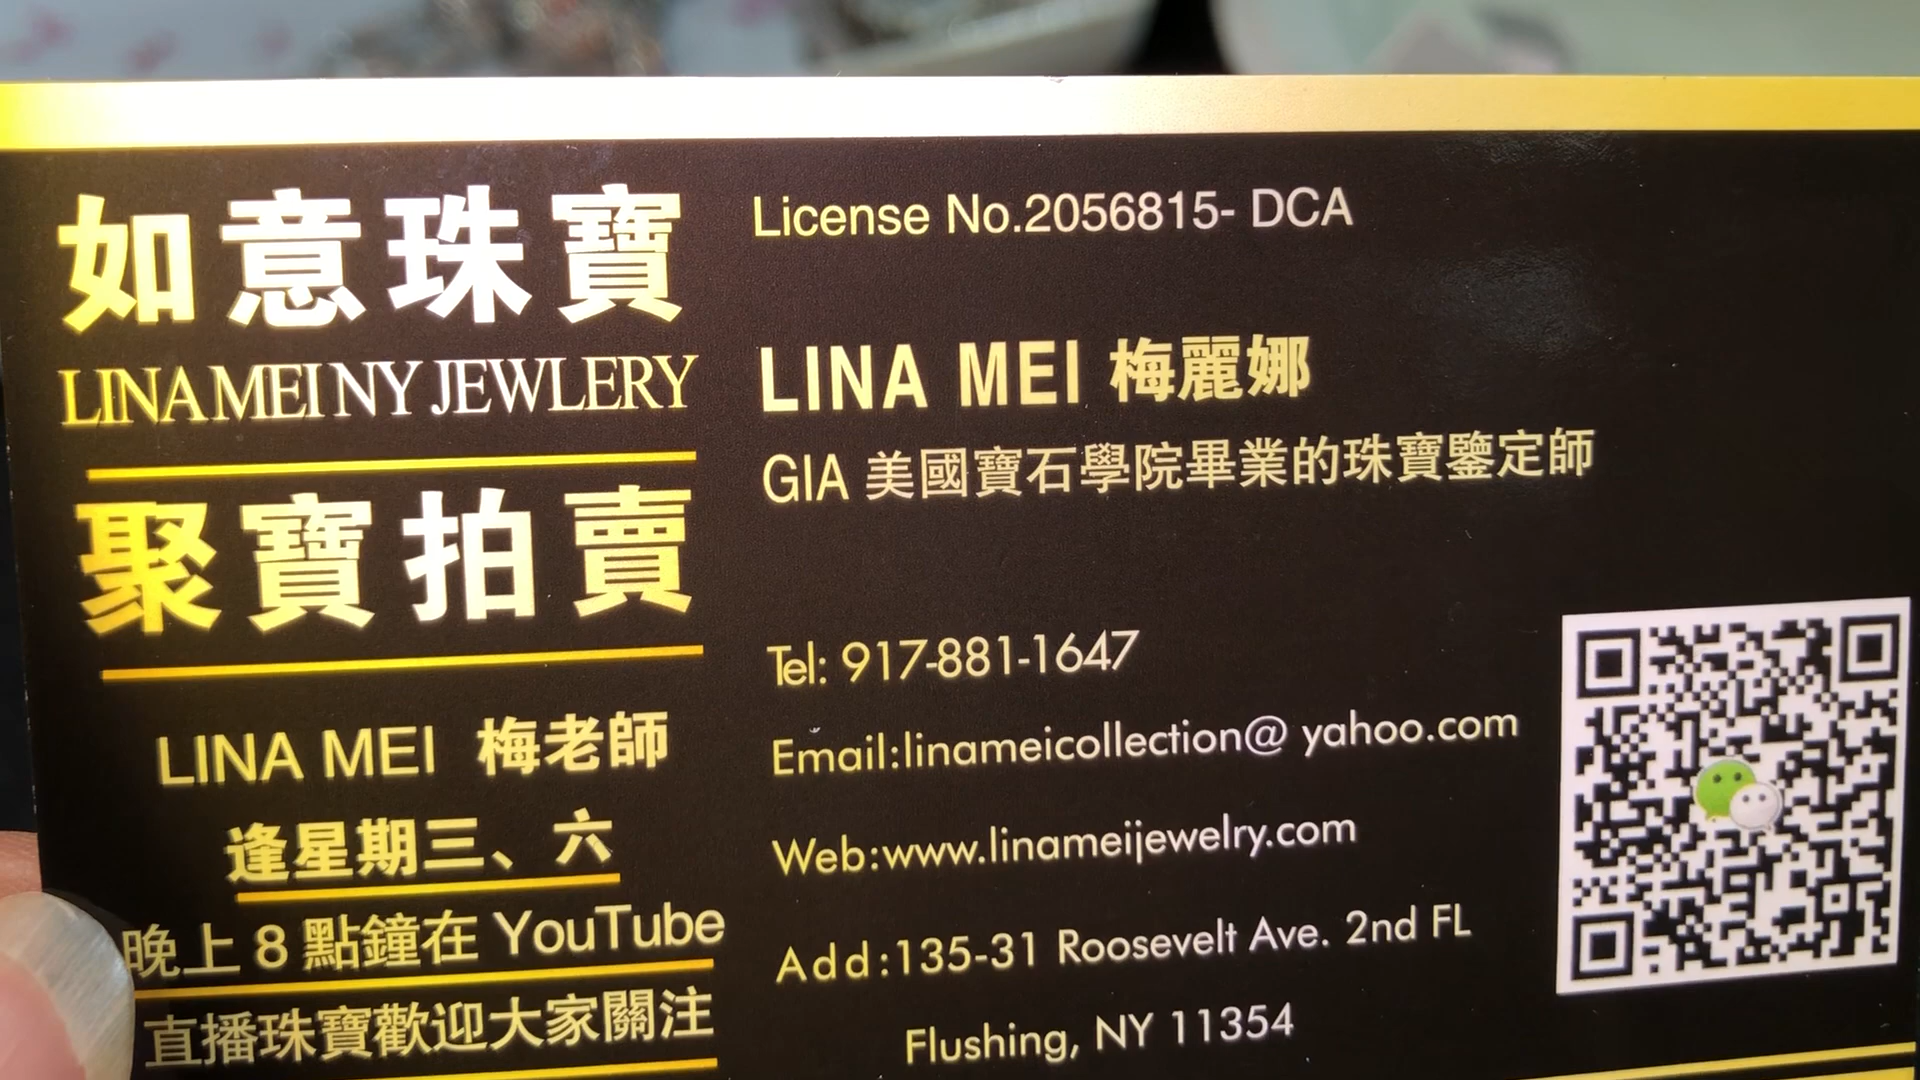 如意珠寶
LINA MEI NY JEWLERY
聚寶拍賣
LINA MEI 梅老師
逢星期三、六
晚上 8 點鐘在 YouTube
直播珠寶歡迎大家關注
License No.2056815- DCA
LINA MEI 梅麗娜
GIA 美國寶石學院畢業的珠寶鑒定師
Tel: 917-881-1647
Email:linameicollection@ yahoo.com
Web:www.linameijewelry.com
Add:135-31 Roosevelt Ave. 2nd FL
Flushing, NY 11354